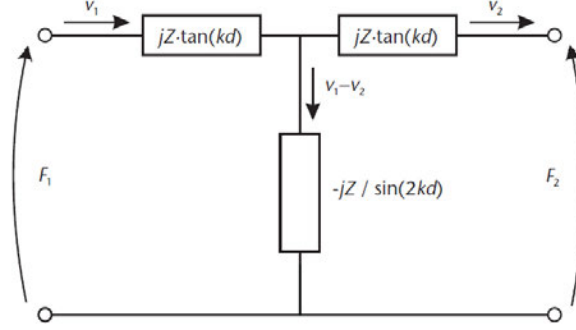 v₁ v₂
jZ·tan(kd) jZ·tan(kd)
v₁–v₂
F₁ -jZ / sin(2kd) F₂